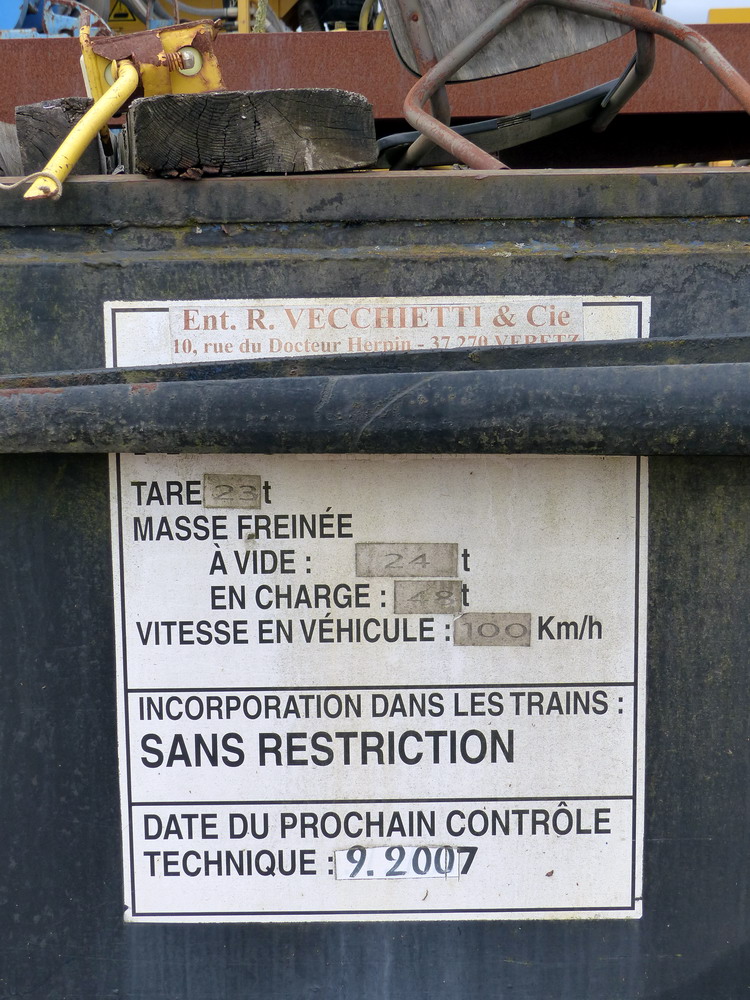 Ent. R. VECCHIETTI & Cie
10, rue du Docteur Herpin - 37 270 VERETZ
TARE 23 t
MASSE FREINÉE
À VIDE : 24 t
EN CHARGE : 48 t
VITESSE EN VÉHICULE : 100 Km/h
INCORPORATION DANS LES TRAINS :
SANS RESTRICTION
DATE DU PROCHAIN CONTRÔLE
TECHNIQUE : 9. 2007